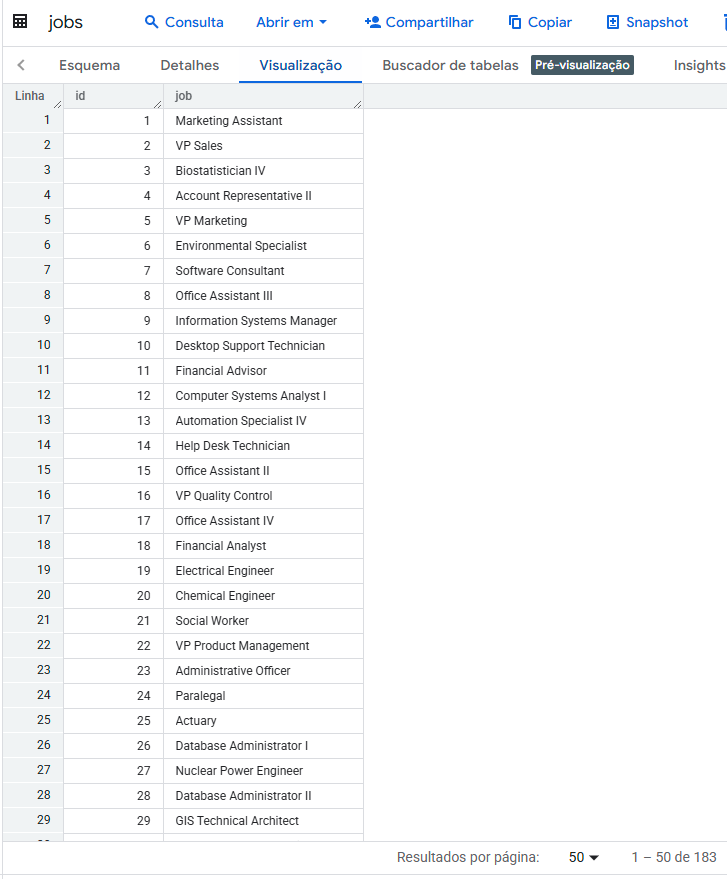 jobs Consulta Abrir em Compartilhar Copiar Snapshot
Esquema Detalhes Visualização Buscador de tabelas Pré-visualização Insights
Linha id job
1 1 Marketing Assistant
2 2 VP Sales
3 3 Biostatistician IV
4 4 Account Representative II
5 5 VP Marketing
6 6 Environmental Specialist
7 7 Software Consultant
8 8 Office Assistant III
9 9 Information Systems Manager
10 10 Desktop Support Technician
11 11 Financial Advisor
12 12 Computer Systems Analyst I
13 13 Automation Specialist IV
14 14 Help Desk Technician
15 15 Office Assistant II
16 16 VP Quality Control
17 17 Office Assistant IV
18 18 Financial Analyst
19 19 Electrical Engineer
20 20 Chemical Engineer
21 21 Social Worker
22 22 VP Product Management
23 23 Administrative Officer
24 24 Paralegal
25 25 Actuary
26 26 Database Administrator I
27 27 Nuclear Power Engineer
28 28 Database Administrator II
29 29 GIS Technical Architect
Resultados por página: 50 1 – 50 de 183